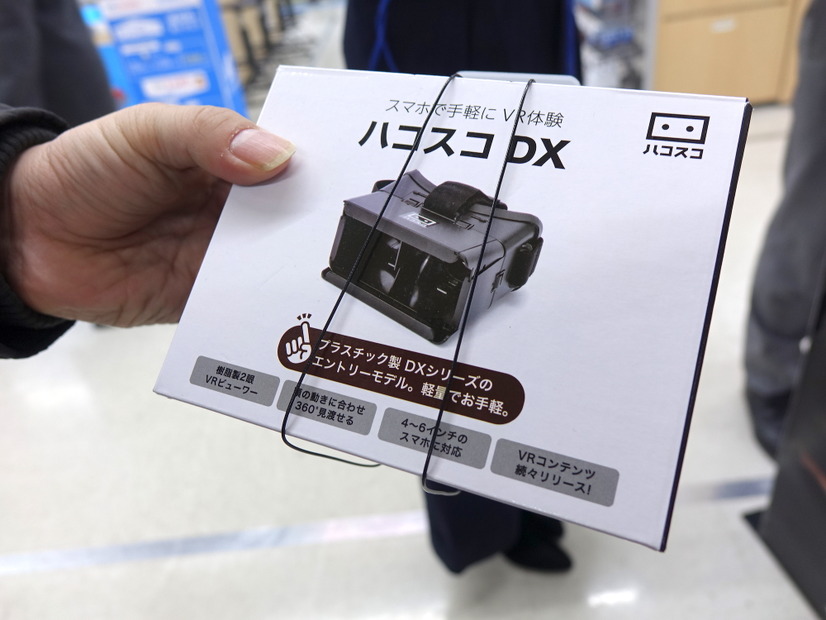 スマホで手軽に VR体験
ハコスコ DX
ハコスコ
プラスチック製 DXシリーズの
エントリーモデル。軽量でお手軽。
樹脂製2眼
VRビューワー
の動きに合わせ
360°見渡せる
4～6インチの
スマホに対応
VRコンテンツ
続々リリース!